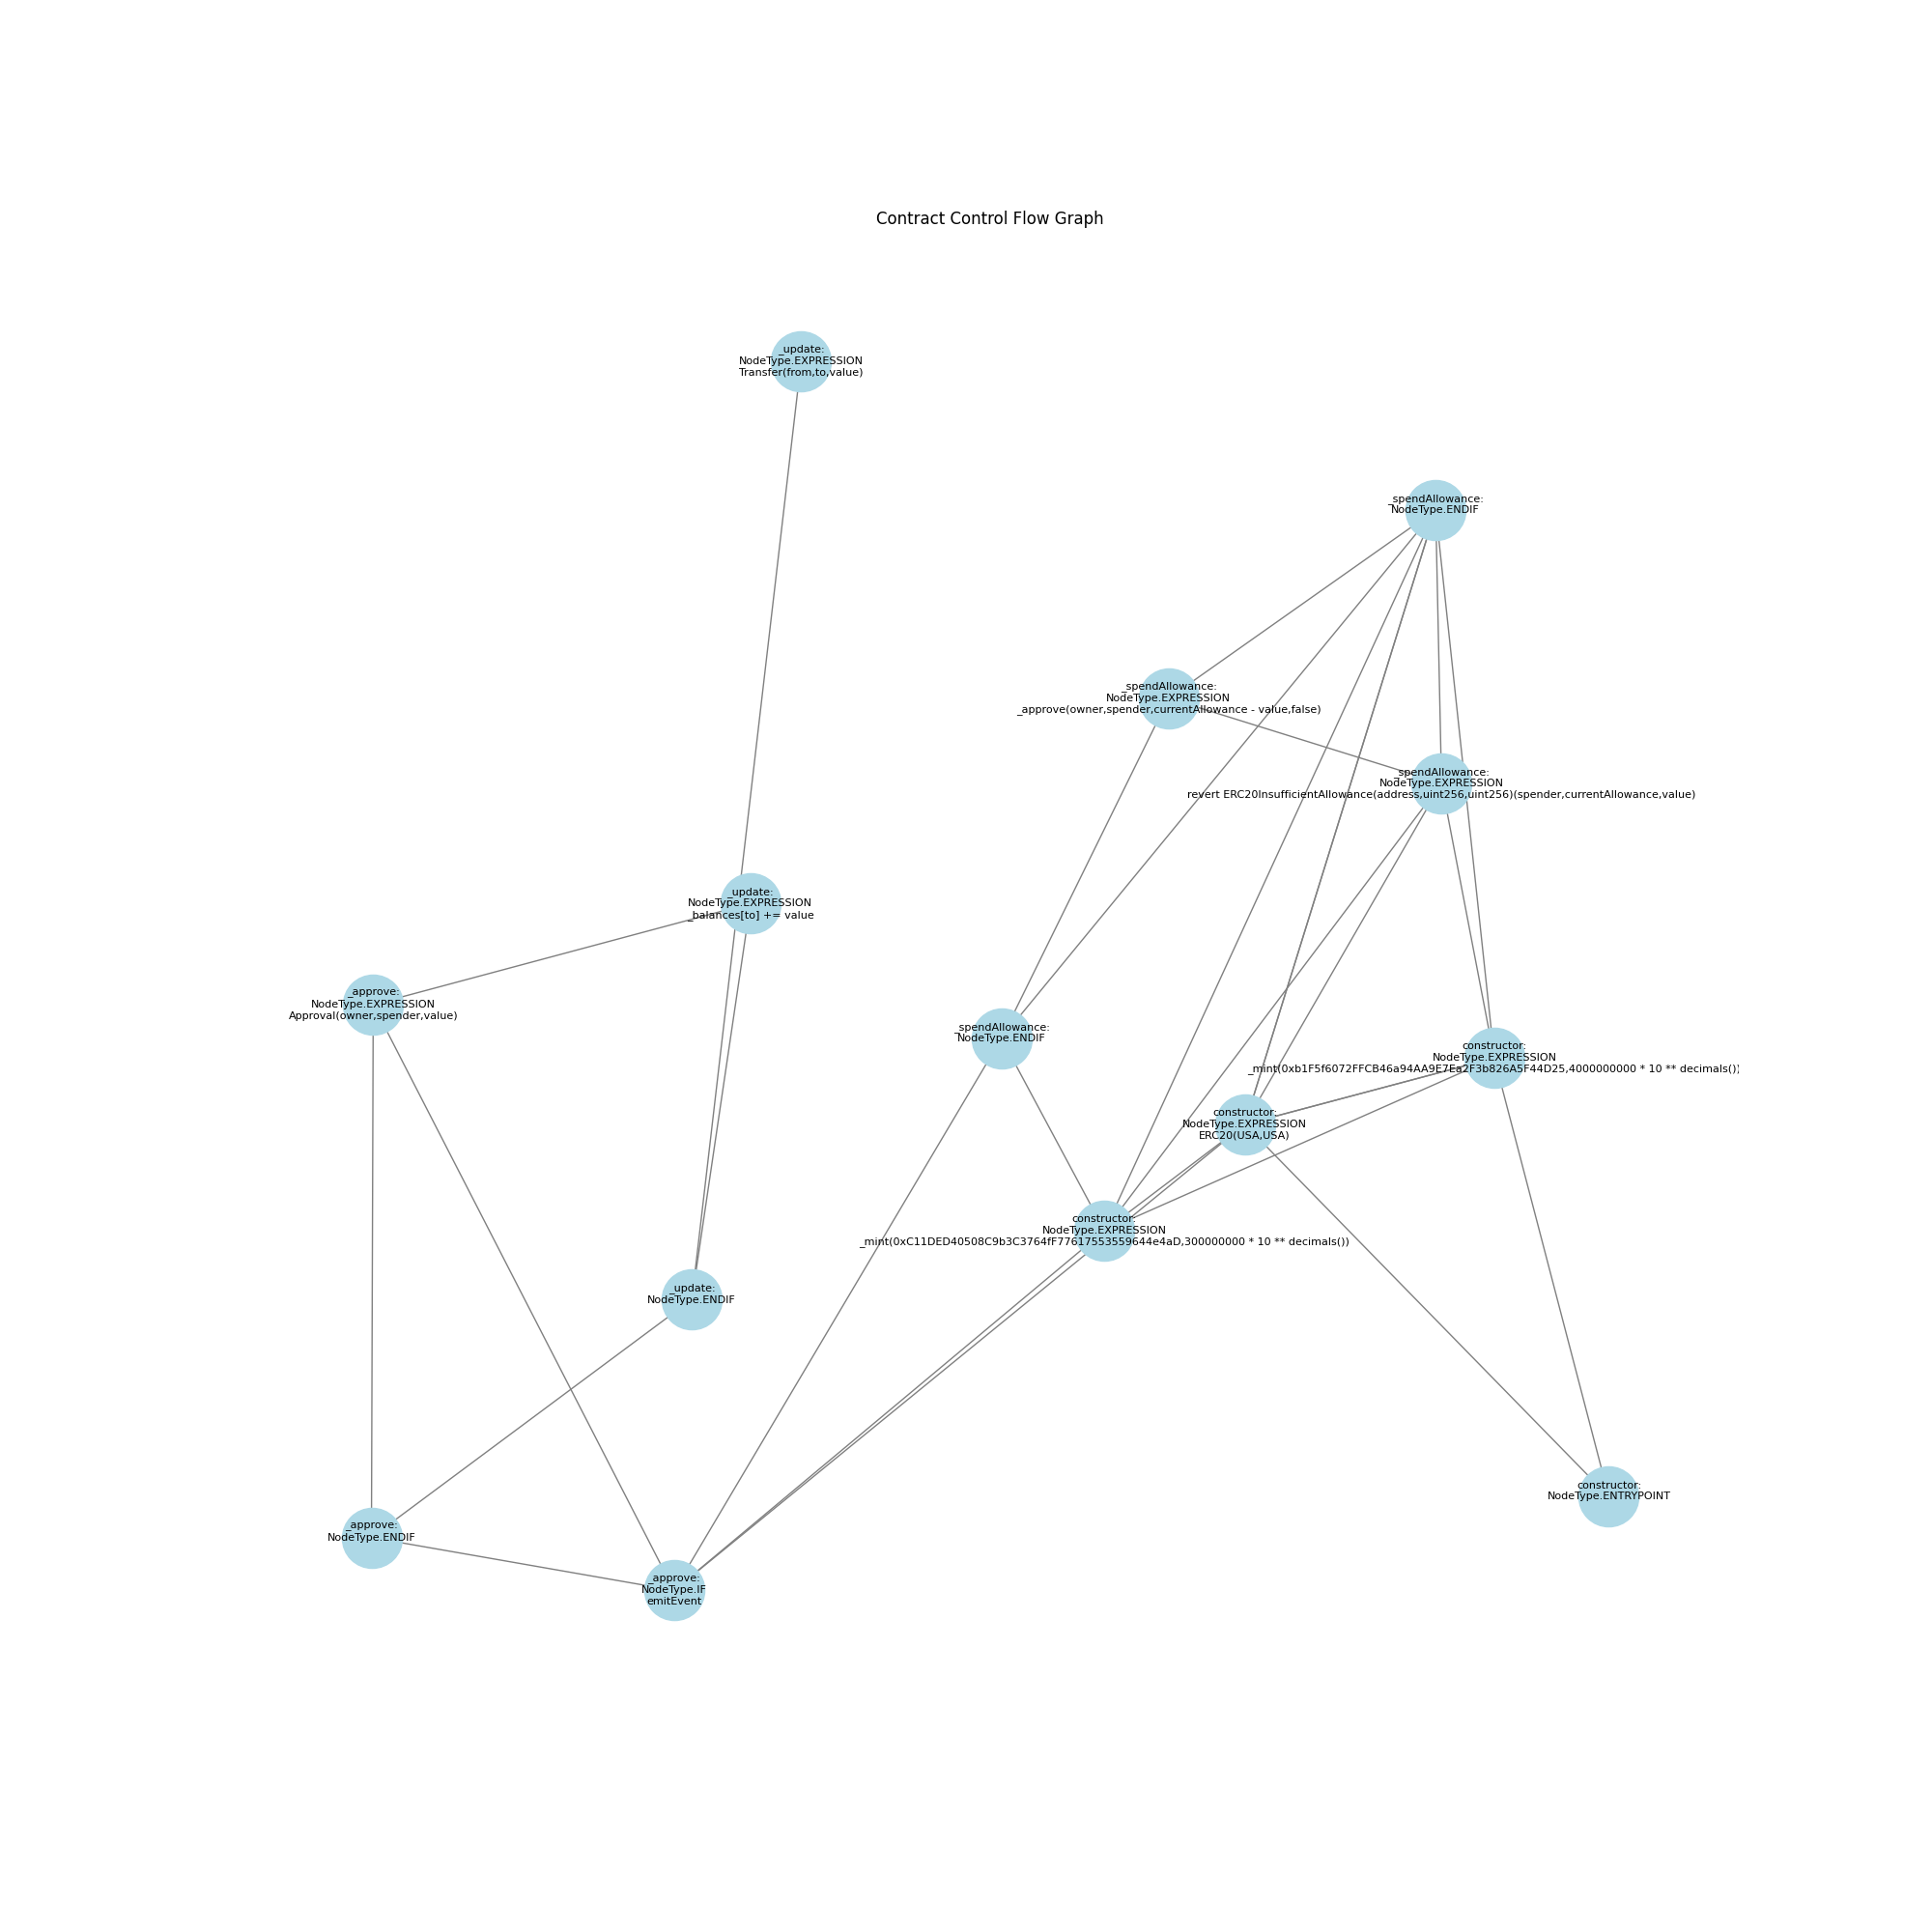 Contract Control Flow Graph
_update:
NodeType.EXPRESSION
Transfer(from,to,value)
_spendAllowance:
NodeType.ENDIF
_spendAllowance:
NodeType.EXPRESSION
_approve(owner,spender,currentAllowance - value,false)
_spendAllowance:
NodeType.EXPRESSION
revert ERC20InsufficientAllowance(address,uint256,uint256)(spender,currentAllowance,value)
_update:
NodeType.EXPRESSION
_balances[to] += value
_approve:
NodeType.EXPRESSION
Approval(owner,spender,value)
_spendAllowance:
NodeType.ENDIF
constructor:
NodeType.EXPRESSION
_mint(0xb1F5f6072FFCB46a94AA9E7Ea2F3b826A5F44D25,4000000000 * 10 ** decimals())
constructor:
NodeType.EXPRESSION
ERC20(USA,USA)
constructor:
NodeType.EXPRESSION
_mint(0xC11DED40508C9b3C3764fF77617553559644e4aD,300000000 * 10 ** decimals())
_update:
NodeType.ENDIF
constructor:
NodeType.ENTRYPOINT
_approve:
NodeType.ENDIF
_approve:
NodeType.IF
emitEvent